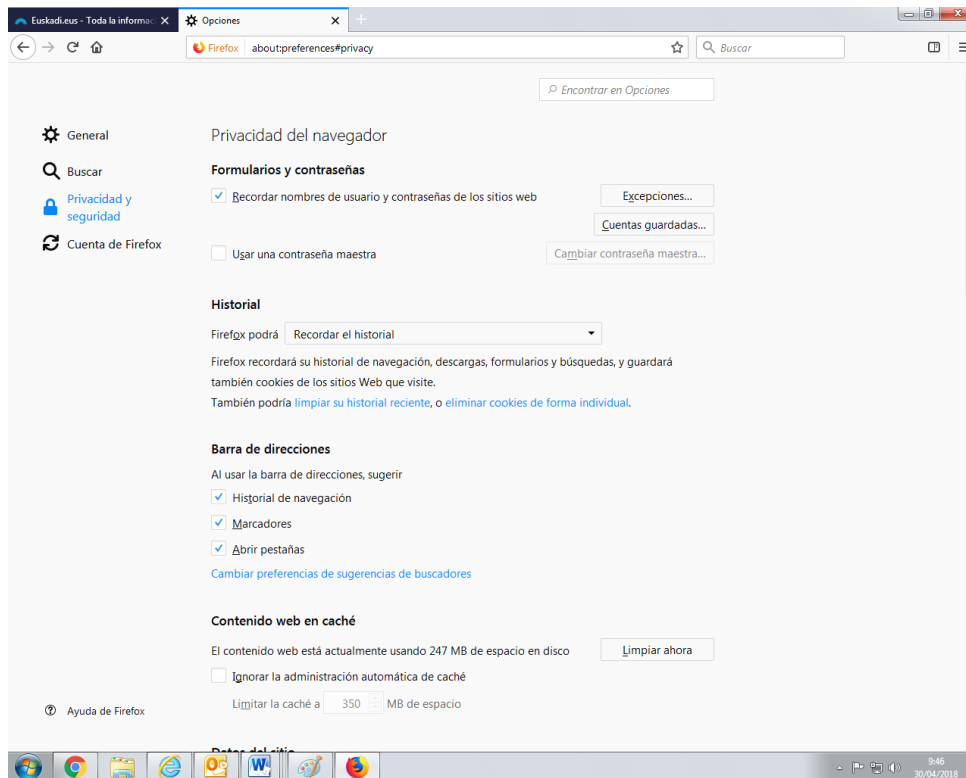 Euskadi.eus - Toda la informac
Opciones
Firefox
about:preferences#privacy
Buscar
Encontrar en Opciones
General
Buscar
Privacidad y
seguridad
Cuenta de Firefox
Privacidad del navegador
Formularios y contraseñas
Recordar nombres de usuario y contraseñas de los sitios web
Excepciones...
Cuentas guardadas...
Usar una contraseña maestra
Cambiar contraseña maestra...
Historial
Firefox podrá Recordar el historial
Firefox recordará su historial de navegación, descargas, formularios y búsquedas, y guardará
también cookies de los sitios Web que visite.
También podría limpiar su historial reciente, o eliminar cookies de forma individual.
Barra de direcciones
Al usar la barra de direcciones, sugerir
Historial de navegación
Marcadores
Abrir pestañas
Cambiar preferencias de sugerencias de buscadores
Contenido web en caché
El contenido web está actualmente usando 247 MB de espacio en disco
Limpiar ahora
Ignorar la administración automática de caché
Limitar la caché a 350 MB de espacio
Ayuda de Firefox
Datos del sitio
9:46
30/04/2018